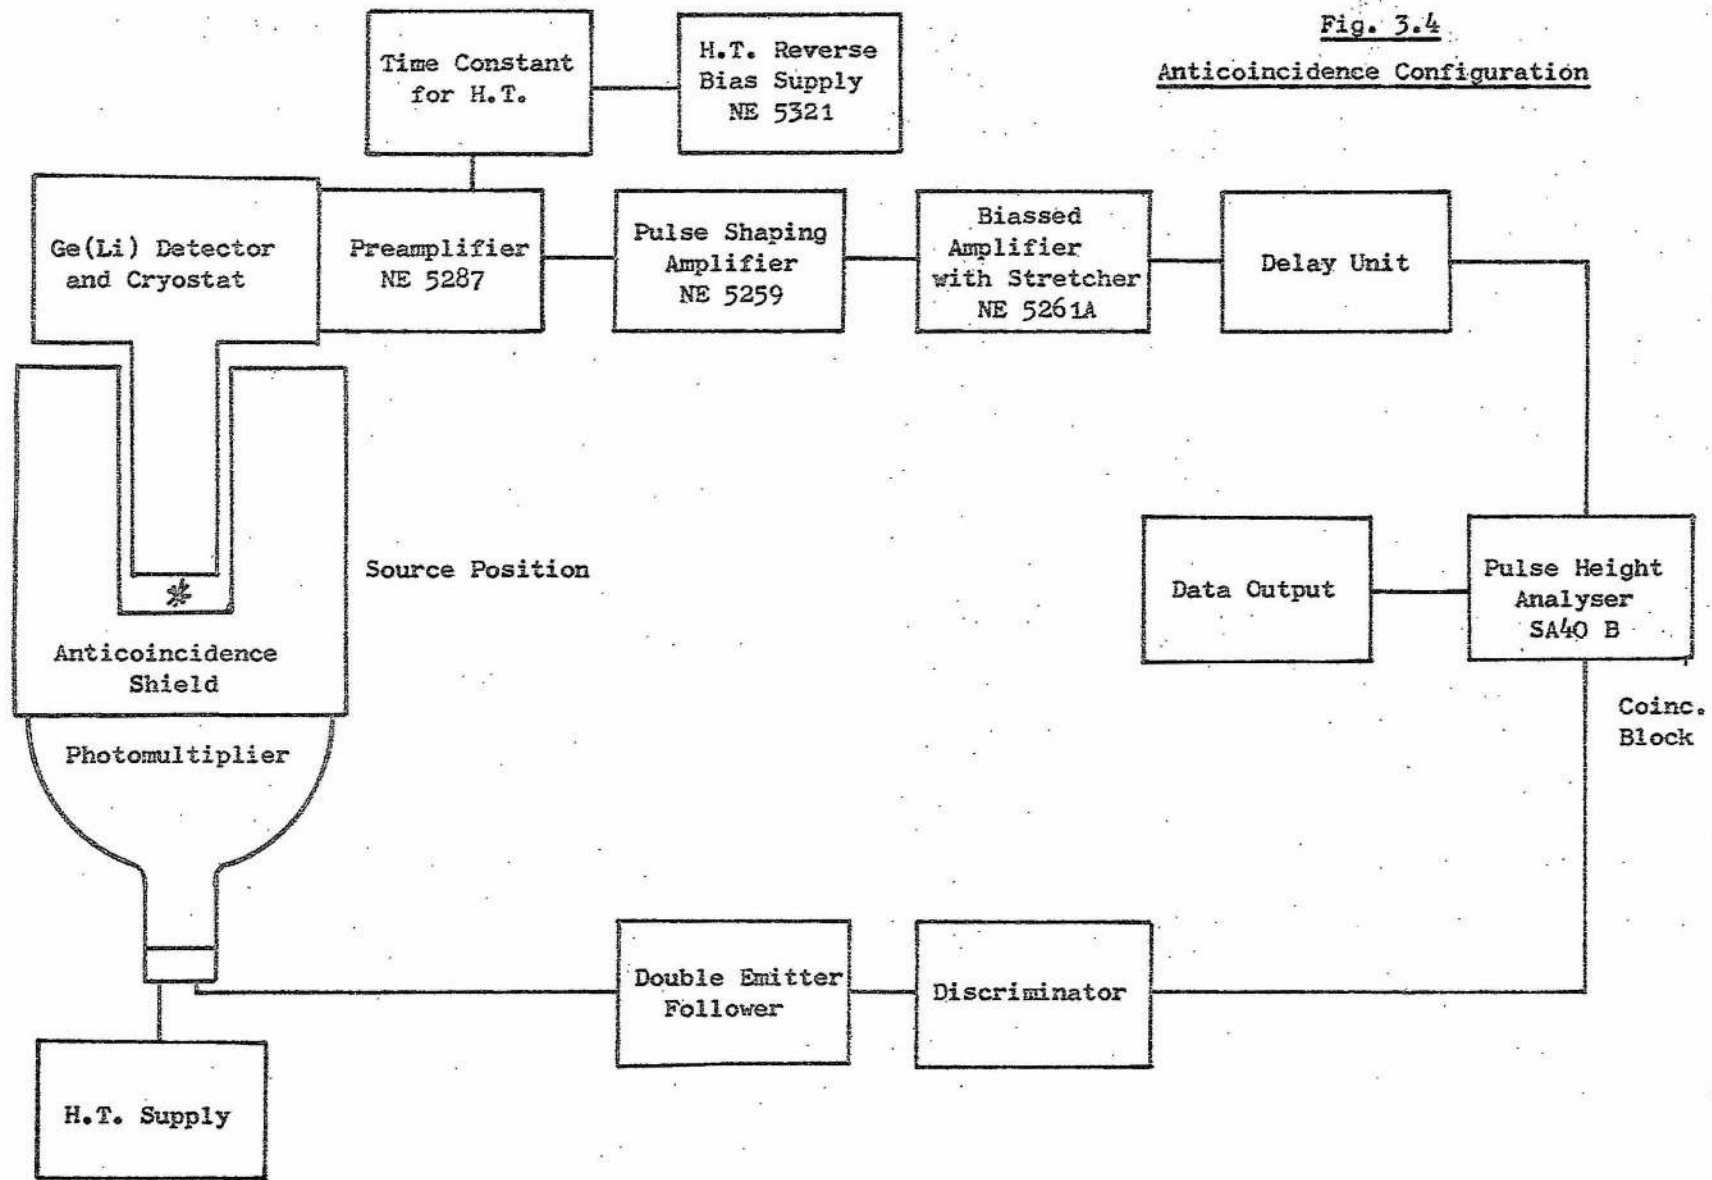 Fig. 3.4
Anticoincidence Configuration
Time Constant
for H.T.
H.T. Reverse
Bias Supply
NE 5321
Ge(Li) Detector
and Cryostat
Preamplifier
NE 5287
Pulse Shaping
Amplifier
NE 5259
Biassed
Amplifier
with Stretcher
NE 5261A
Delay Unit
Source Position
Anticoincidence
Shield
Photomultiplier
Data Output
Pulse Height
Analyser
SA40 B
Coinc.
Block
Double Emitter
Follower
Discriminator
H.T. Supply